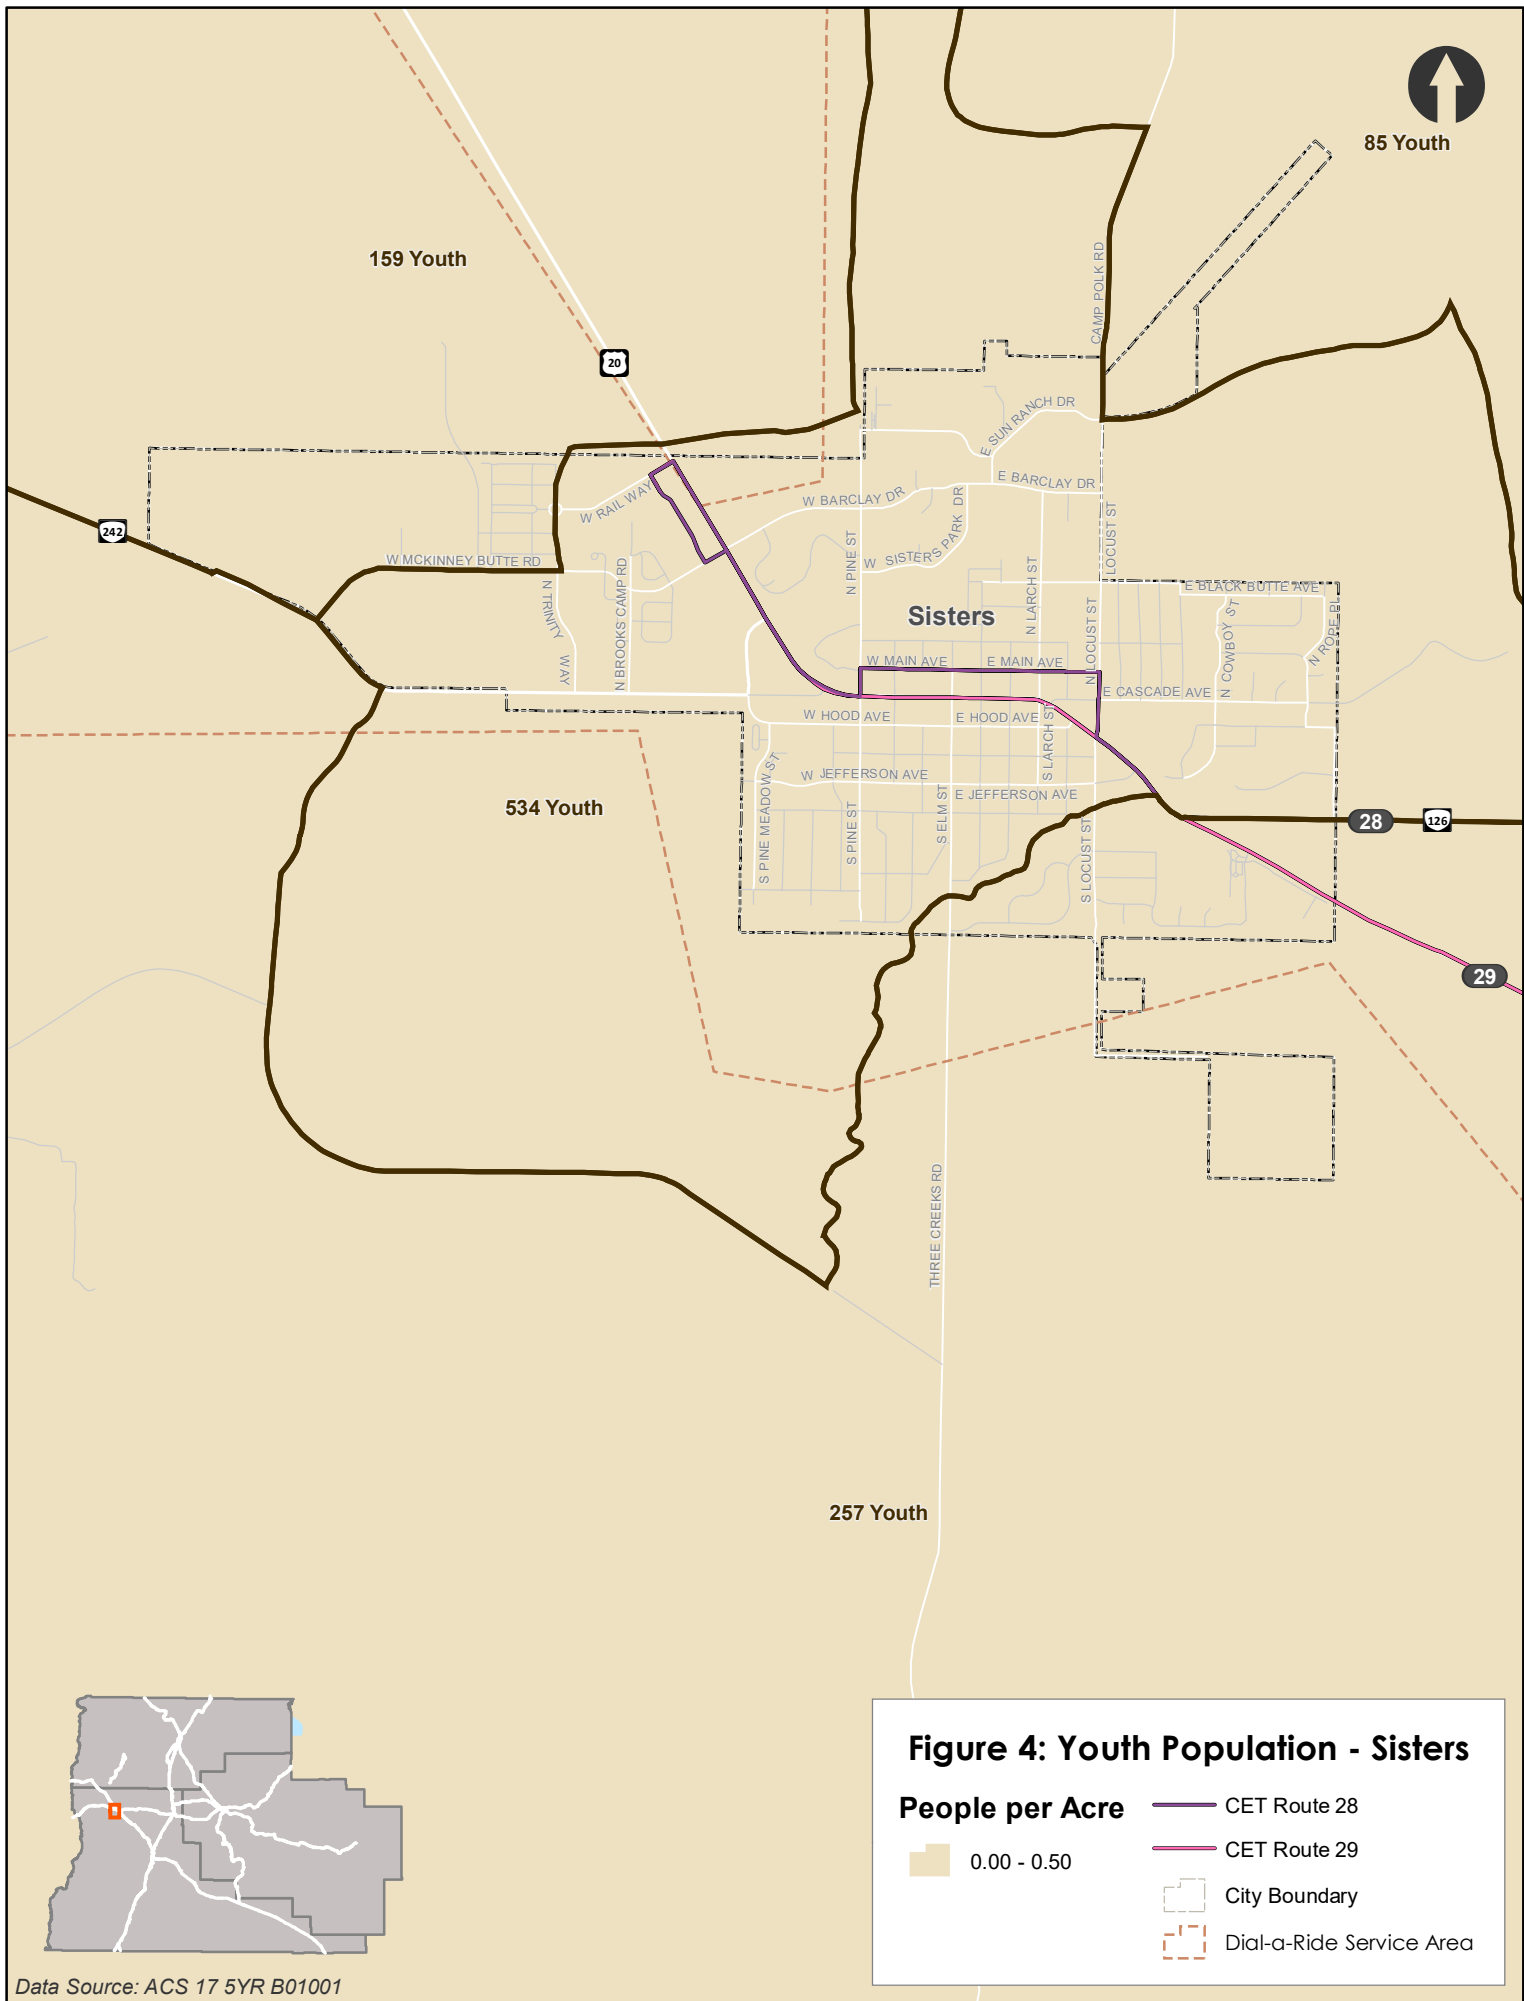 85 Youth
159 Youth
CAMP POLK RD
20
E SUN RANCH DR
E BARCLAY DR
W BARCLAY DR
W RAIL WAY
242
LOCUST ST
W MCKINNEY BUTTE RD
N PINE ST
W SISTERS PARK DR
N LARCH ST
E BLACK BUTTE AVE
N TRINITY WAY
N BROOKS CAMP RD
Sisters
N LOCUST ST
N COWBOY ST
N ROPE PL
W MAIN AVE
E MAIN AVE
E CASCADE AVE
W HOOD AVE
E HOOD AVE
S LARCH ST
S PINE MEADOW ST
W JEFFERSON AVE
E JEFFERSON AVE
534 Youth
S PINE ST
S ELM ST
S LOCUST ST
28
126
29
THREE CREEKS RD
257 Youth
Figure 4: Youth Population - Sisters
People per Acre
0.00 - 0.50
CET Route 28
CET Route 29
City Boundary
Dial-a-Ride Service Area
Data Source: ACS 17 5YR B01001